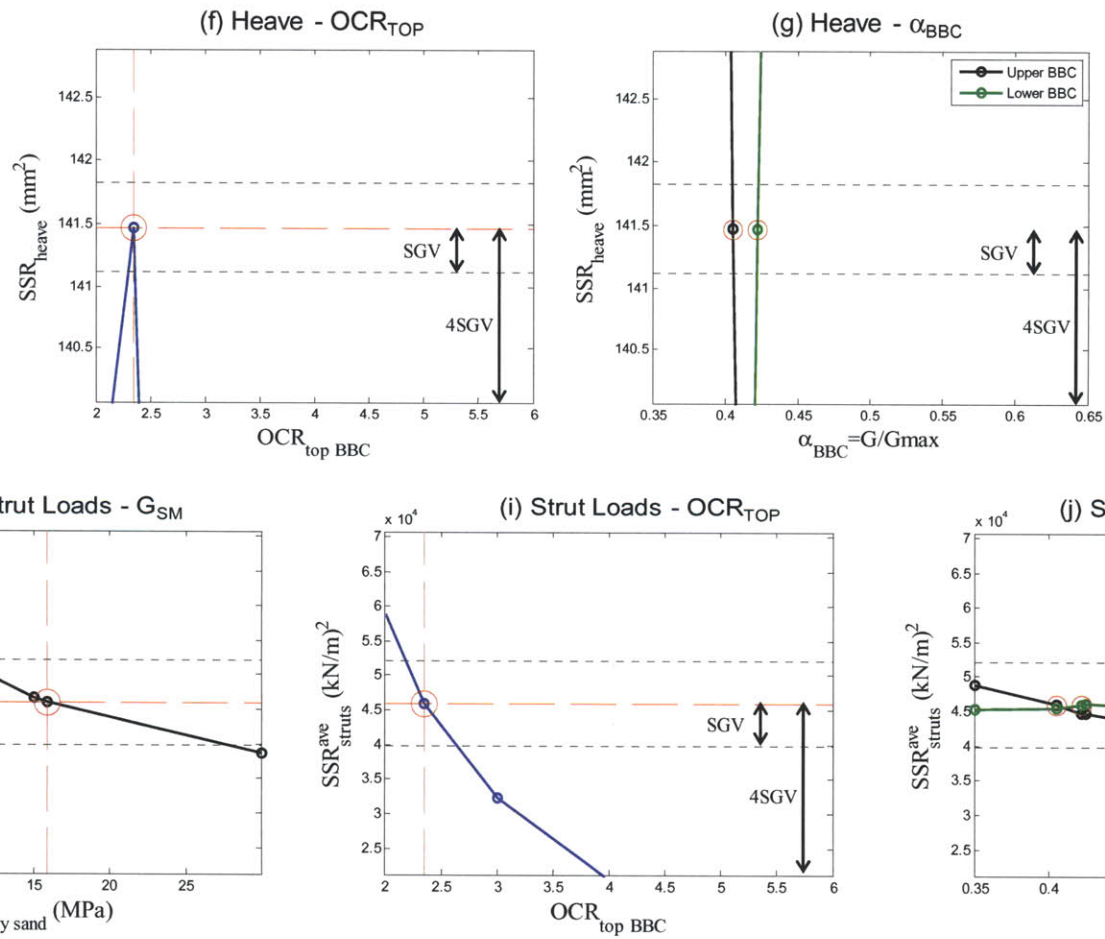 (f) Heave - OCR_TOP
SSR_heave (mm²)
142.5
142
141.5
141
140.5
SGV
4SGV
2 2.5 3 3.5 4 4.5 5 5.5 6
OCR_top BBC
(g) Heave - α_BBC
Upper BBC
Lower BBC
SSR_heave (mm²)
142.5
142
141.5
141
140.5
SGV
4SGV
0.35 0.4 0.45 0.5 0.55 0.6 0.65
α_BBC=G/Gmax
trut Loads - G_SM
15 20 25
y sand (MPa)
(i) Strut Loads - OCR_TOP
x 10⁴
SSR^ave_struts (kN/m)²
7
6.5
6
5.5
5
4.5
4
3.5
3
2.5
SGV
4SGV
2 2.5 3 3.5 4 4.5 5 5.5 6
OCR_top BBC
(j) S
x 10⁴
SSR^ave_struts (kN/m)²
7
6.5
6
5.5
5
4.5
4
3.5
3
2.5
0.35 0.4